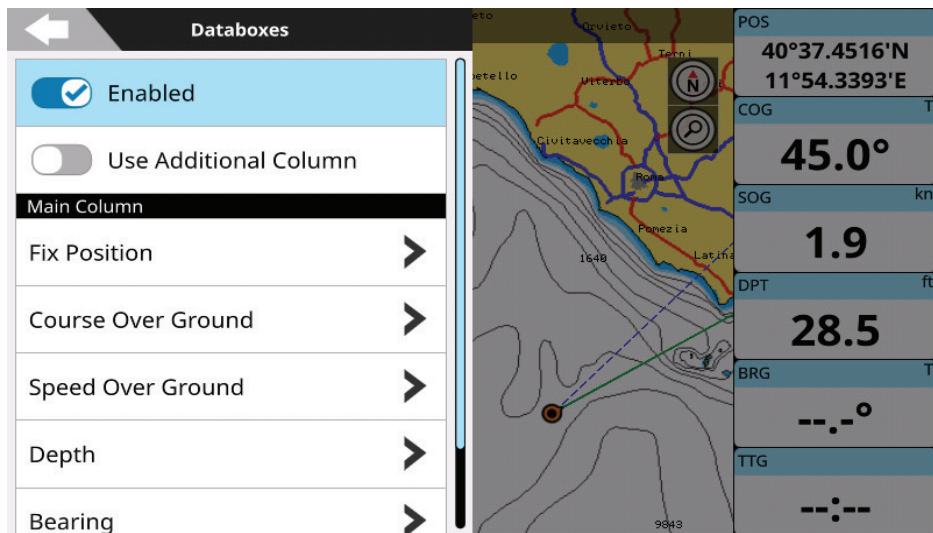 Databoxes
Enabled
Use Additional Column
Main Column
Fix Position
Course Over Ground
Speed Over Ground
Depth
Bearing
Orvieto
Terni
Viterbo
N
Civitavecchia
Roma
Pomezia
Latina
1640
9843
POS
40°37.4516'N
11°54.3393'E
COG T
45.0°
SOG kn
1.9
DPT ft
28.5
BRG T
--.-°
TTG
--:--